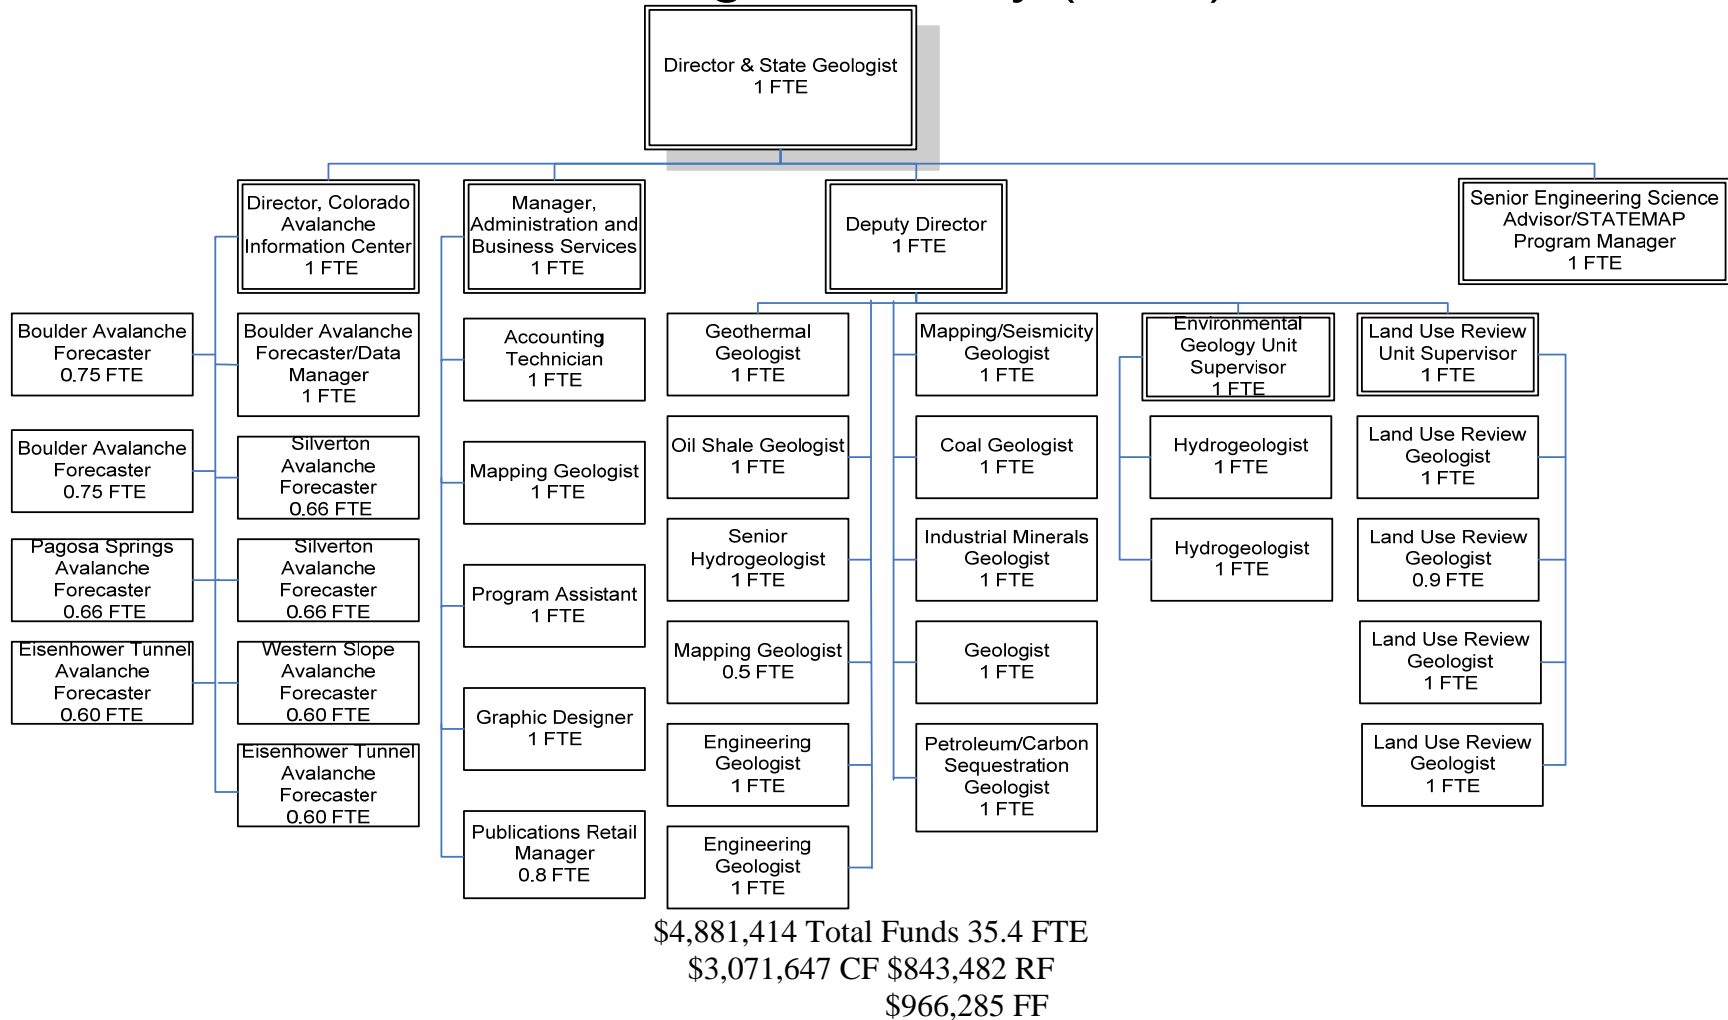 Director & State Geologist
1 FTE
Director, Colorado
Avalanche
Information Center
1 FTE
Manager,
Administration and
Business Services
1 FTE
Deputy Director
1 FTE
Senior Engineering Science
Advisor/STATEMAP
Program Manager
1 FTE
Boulder Avalanche
Forecaster
0.75 FTE
Boulder Avalanche
Forecaster
0.75 FTE
Pagosa Springs
Avalanche
Forecaster
0.66 FTE
Eisenhower Tunnel
Avalanche
Forecaster
0.60 FTE
Boulder Avalanche
Forecaster/Data
Manager
1 FTE
Silverton
Avalanche
Forecaster
0.66 FTE
Silverton
Avalanche
Forecaster
0.66 FTE
Western Slope
Avalanche
Forecaster
0.60 FTE
Eisenhower Tunnel
Avalanche
Forecaster
0.60 FTE
Accounting
Technician
1 FTE
Mapping Geologist
1 FTE
Program Assistant
1 FTE
Graphic Designer
1 FTE
Publications Retail
Manager
0.8 FTE
Geothermal
Geologist
1 FTE
Oil Shale Geologist
1 FTE
Senior
Hydrogeologist
1 FTE
Mapping Geologist
0.5 FTE
Engineering
Geologist
1 FTE
Engineering
Geologist
1 FTE
Mapping/Seismicity
Geologist
1 FTE
Coal Geologist
1 FTE
Industrial Minerals
Geologist
1 FTE
Geologist
1 FTE
Petroleum/Carbon
Sequestration
Geologist
1 FTE
Environmental
Geology Unit
Supervisor
1 FTE
Hydrogeologist
1 FTE
Hydrogeologist
1 FTE
Land Use Review
Unit Supervisor
1 FTE
Land Use Review
Geologist
1 FTE
Land Use Review
Geologist
0.9 FTE
Land Use Review
Geologist
1 FTE
Land Use Review
Geologist
1 FTE
$4,881,414 Total Funds 35.4 FTE
$3,071,647 CF $843,482 RF
$966,285 FF